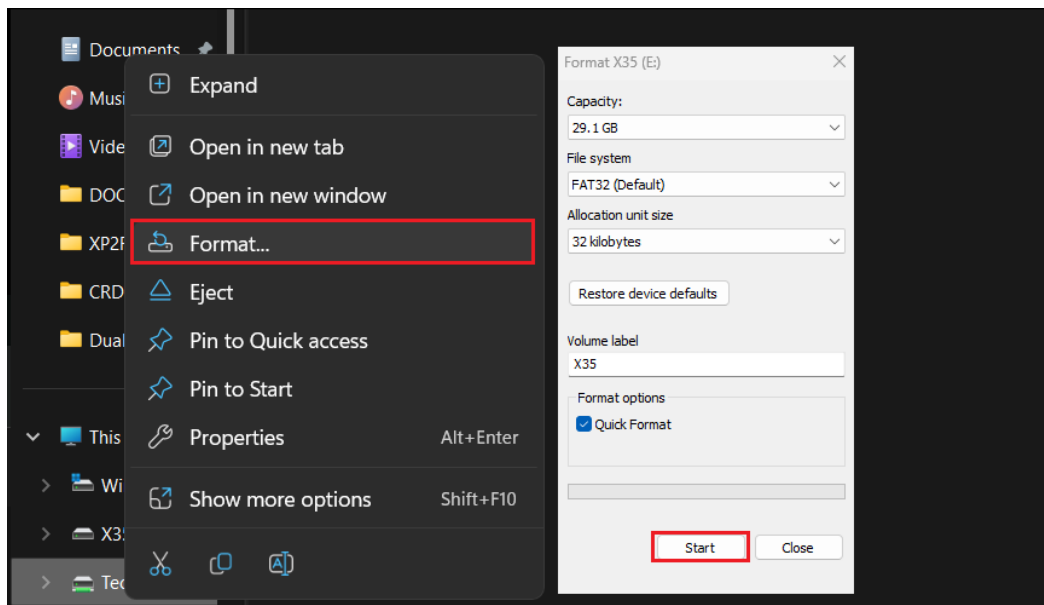 Documents
Musi
Vide
DOC
XP2F
CRD
Dual
This
Wi
X35
Tec
Expand
Open in new tab
Open in new window
Format...
Eject
Pin to Quick access
Pin to Start
Properties Alt+Enter
Show more options Shift+F10
Format X35 (E:)
Capacity:
29.1 GB
File system
FAT32 (Default)
Allocation unit size
32 kilobytes
Restore device defaults
Volume label
X35
Format options
Quick Format
Start Close